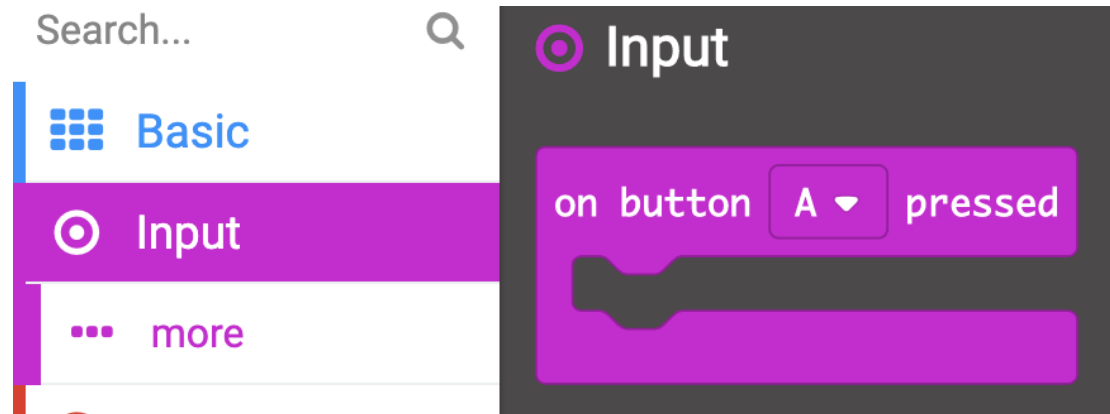 Search...
Basic
Input
more
Input
on button A pressed